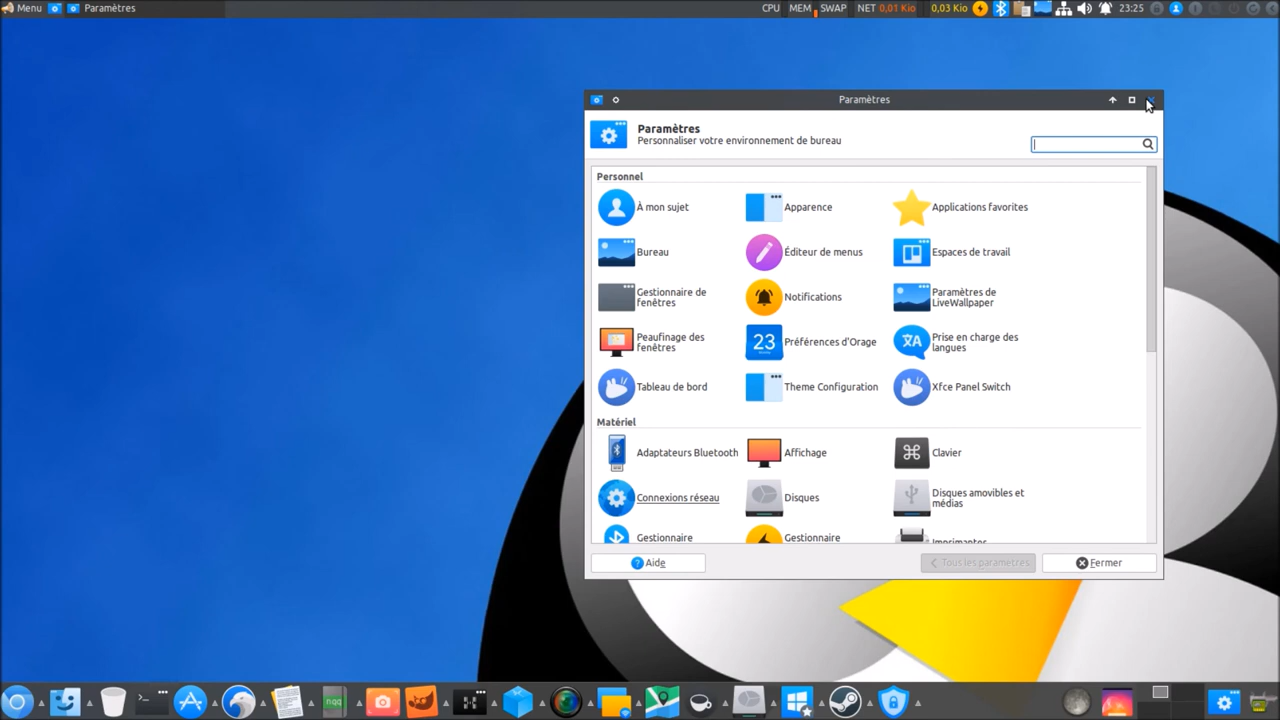 Menu
Paramètres
CPU
MEM
SWAP
NET 0,01 Kio
0,03 Kio
23:25
Paramètres
Paramètres
Personnaliser votre environnement de bureau
Personnel
À mon sujet
Apparence
Applications favorites
Bureau
Éditeur de menus
Espaces de travail
Gestionnaire de
fenêtres
Notifications
Paramètres de
LiveWallpaper
Peaufinage des
fenêtres
23
Préférences d'Orage
Prise en charge des
langues
Tableau de bord
Theme Configuration
Xfce Panel Switch
Matériel
Adaptateurs Bluetooth
Affichage
Clavier
Connexions réseau
Disques
Disques amovibles et
médias
Gestionnaire
Gestionnaire
Imprimantes
Aide
Tous les paramètres
Fermer
nqq